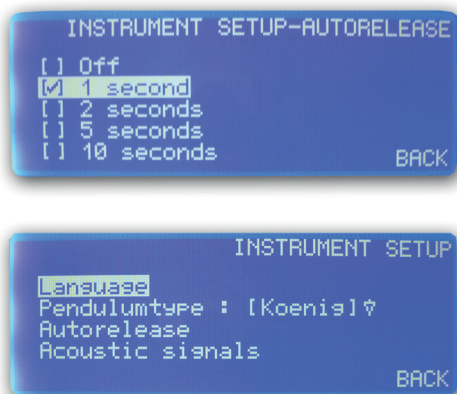 INSTRUMENT SETUP-AUTORELEASE
[ ] Off
[✓] 1 second
[ ] 2 seconds
[ ] 5 seconds
[ ] 10 seconds
BACK
INSTRUMENT SETUP
Language
Pendulumtype : [Koenig]
Autorelease
Acoustic signals
BACK